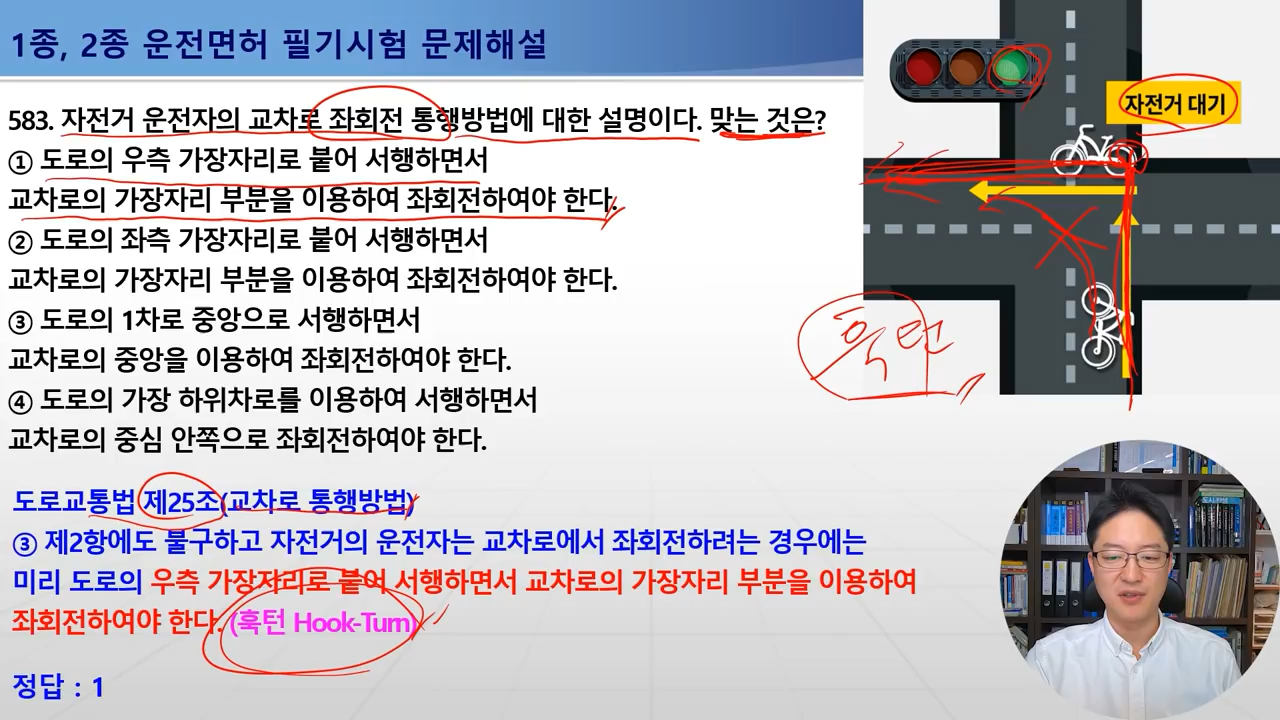 1종, 2종 운전면허 필기시험 문제해설
583. 자전거 운전자의 교차로 좌회전 통행방법에 대한 설명이다. 맞는 것은?
① 도로의 우측 가장자리로 붙어 서행하면서
교차로의 가장자리 부분을 이용하여 좌회전하여야 한다.
② 도로의 좌측 가장자리로 붙어 서행하면서
교차로의 가장자리 부분을 이용하여 좌회전하여야 한다.
③ 도로의 1차로 중앙으로 서행하면서
교차로의 중앙을 이용하여 좌회전하여야 한다.
④ 도로의 가장 하위차로를 이용하여 서행하면서
교차로의 중심 안쪽으로 좌회전하여야 한다.
자전거 대기
훅턴
도로교통법 제25조(교차로 통행방법)
③ 제2항에도 불구하고 자전거의 운전자는 교차로에서 좌회전하려는 경우에는
미리 도로의 우측 가장자리로 붙어 서행하면서 교차로의 가장자리 부분을 이용하여
좌회전하여야 한다. (훅턴 Hook-Turn)
정답 : 1